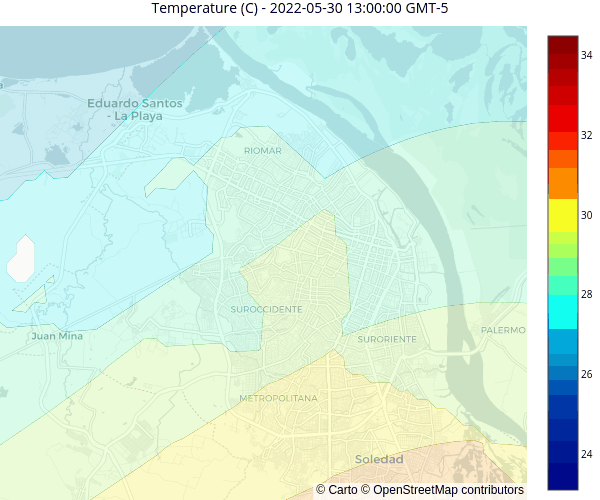 Temperature (C) - 2022-05-30 13:00:00 GMT-5
34
32
30
28
26
24
Eduardo Santos
- La Playa
RIOMAR
SUROCCIDENTE
Juan Mina
SURORIENTE
PALERMO
METROPOLITANA
Soledad
© Carto © OpenStreetMap contributors